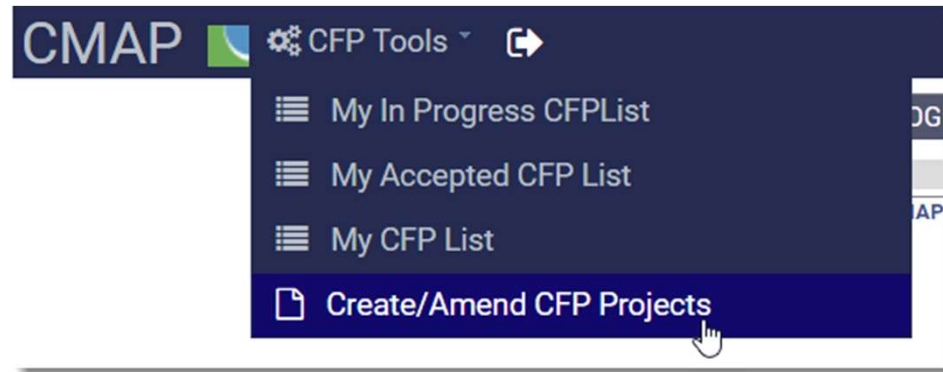 CMAP CFP Tools
My In Progress CFPList
My Accepted CFP List
My CFP List
Create/Amend CFP Projects